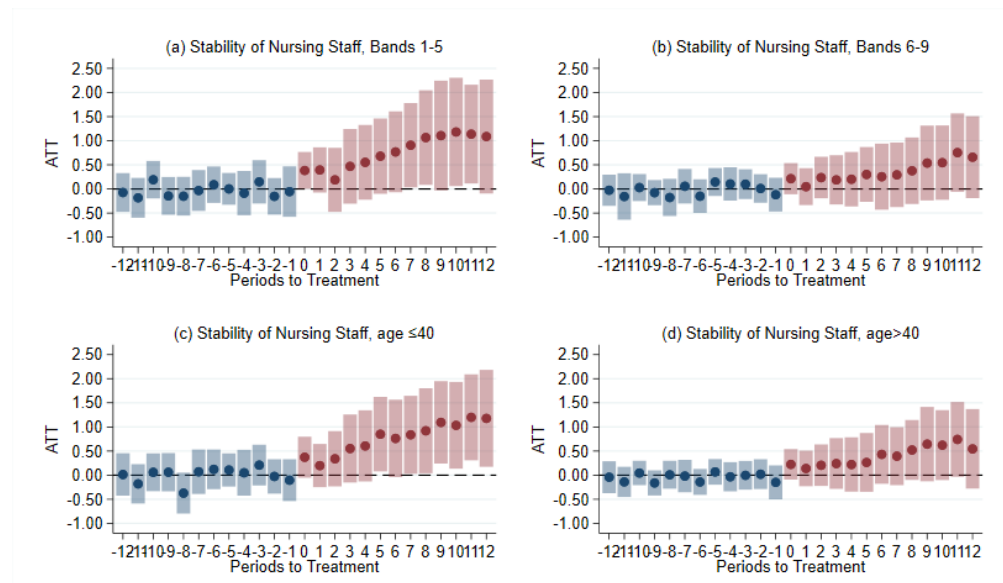 (a) Stability of Nursing Staff, Bands 1-5
2.50
2.00
1.50
1.00
0.50
0.00
-0.50
-1.00
ATT
-12-11-10-9-8-7-6-5-4-3-2-1 0 1 2 3 4 5 6 7 8 9 10 11 12
Periods to Treatment
(b) Stability of Nursing Staff, Bands 6-9
2.50
2.00
1.50
1.00
0.50
0.00
-0.50
-1.00
ATT
-12-11-10-9-8-7-6-5-4-3-2-1 0 1 2 3 4 5 6 7 8 9 10 11 12
Periods to Treatment
(c) Stability of Nursing Staff, age ≤40
2.50
2.00
1.50
1.00
0.50
0.00
-0.50
-1.00
ATT
-12-11-10-9-8-7-6-5-4-3-2-1 0 1 2 3 4 5 6 7 8 9 10 11 12
Periods to Treatment
(d) Stability of Nursing Staff, age>40
2.50
2.00
1.50
1.00
0.50
0.00
-0.50
-1.00
ATT
-12-11-10-9-8-7-6-5-4-3-2-1 0 1 2 3 4 5 6 7 8 9 10 11 12
Periods to Treatment